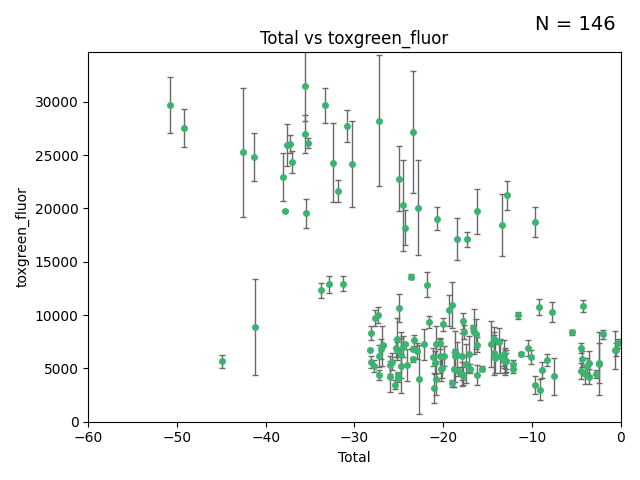 N = 146
Total vs toxgreen_fluor
toxgreen_fluor
30000
25000
20000
15000
10000
5000
0
−60 −50 −40 −30 −20 −10 0
Total